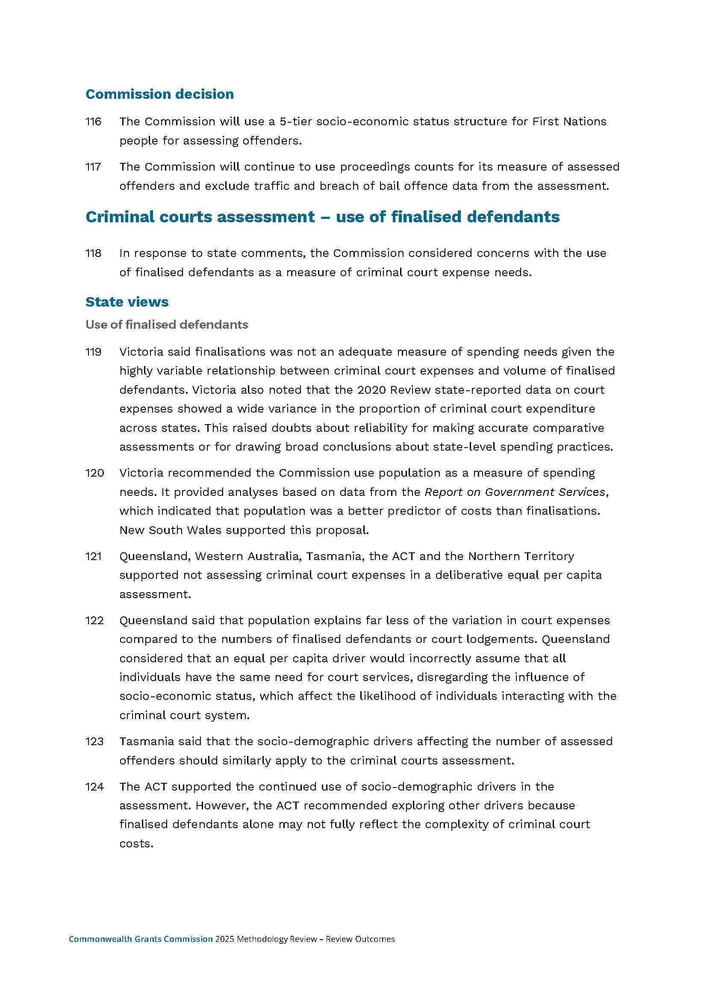 Commission decision
116 The Commission will use a 5-tier socio-economic status structure for First Nations
people for assessing offenders.
117 The Commission will continue to use proceedings counts for its measure of assessed
offenders and exclude traffic and breach of bail offence data from the assessment.
Criminal courts assessment – use of finalised defendants
118 In response to state comments, the Commission considered concerns with the use
of finalised defendants as a measure of criminal court expense needs.
State views
Use of finalised defendants
119 Victoria said finalisations was not an adequate measure of spending needs given the
highly variable relationship between criminal court expenses and volume of finalised
defendants. Victoria also noted that the 2020 Review state-reported data on court
expenses showed a wide variance in the proportion of criminal court expenditure
across states. This raised doubts about reliability for making accurate comparative
assessments or for drawing broad conclusions about state-level spending practices.
120 Victoria recommended the Commission use population as a measure of spending
needs. It provided analyses based on data from the Report on Government Services,
which indicated that population was a better predictor of costs than finalisations.
New South Wales supported this proposal.
121 Queensland, Western Australia, Tasmania, the ACT and the Northern Territory
supported not assessing criminal court expenses in a deliberative equal per capita
assessment.
122 Queensland said that population explains far less of the variation in court expenses
compared to the numbers of finalised defendants or court lodgements. Queensland
considered that an equal per capita driver would incorrectly assume that all
individuals have the same need for court services, disregarding the influence of
socio-economic status, which affect the likelihood of individuals interacting with the
criminal court system.
123 Tasmania said that the socio-demographic drivers affecting the number of assessed
offenders should similarly apply to the criminal courts assessment.
124 The ACT supported the continued use of socio-demographic drivers in the
assessment. However, the ACT recommended exploring other drivers because
finalised defendants alone may not fully reflect the complexity of criminal court
costs.
Commonwealth Grants Commission 2025 Methodology Review – Review Outcomes